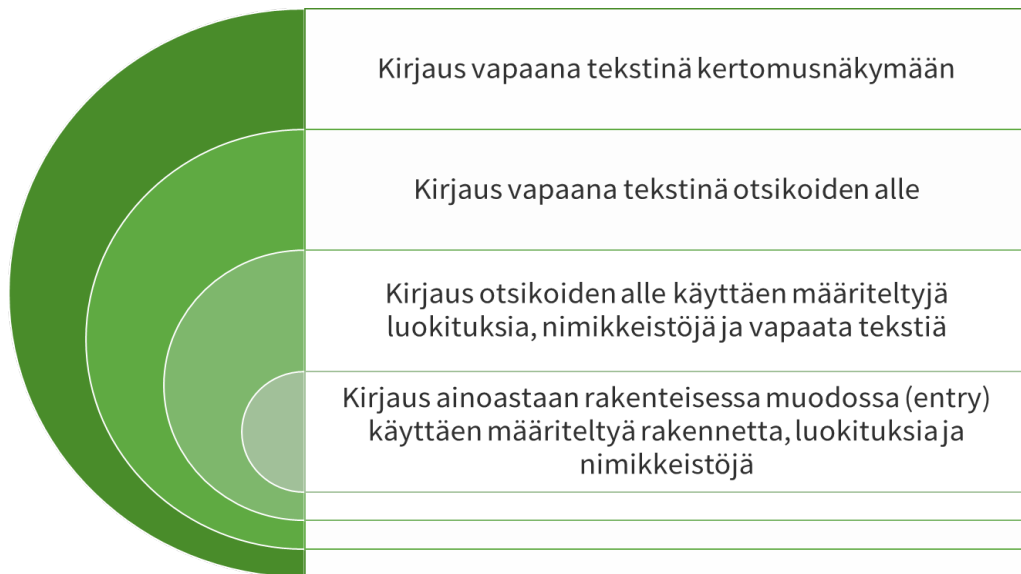 Kirjaus vapaana tekstinä kertomusnäkymään
Kirjaus vapaana tekstinä otsikoiden alle
Kirjaus otsikoiden alle käyttäen määriteltyjä
luokituksia, nimikkeistöjä ja vapaata tekstiä
Kirjaus ainoastaan rakenteisessa muodossa (entry)
käyttäen määriteltyä rakennetta, luokituksia ja
nimikkeistöjä